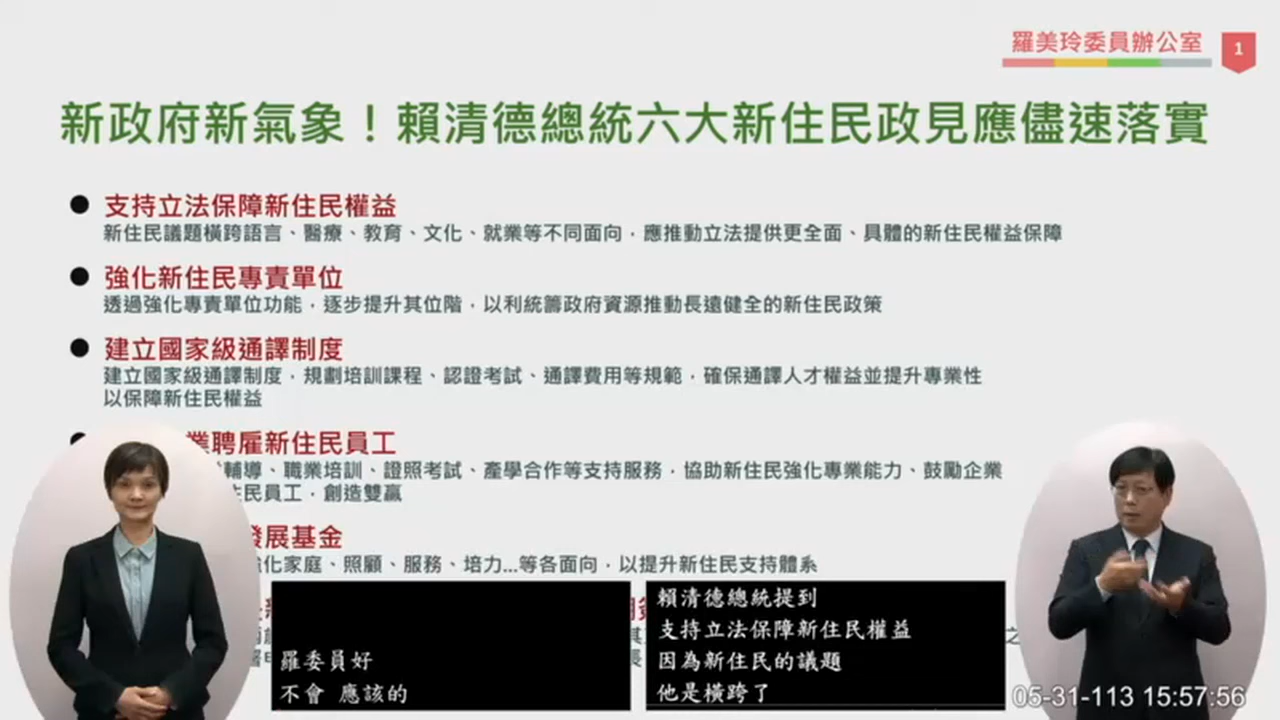 羅美玲委員辦公室
1
新政府新氣象！賴清德總統六大新住民政見應儘速落實
● 支持立法保障新住民權益
新住民議題橫跨語言、醫療、教育、文化、就業等不同面向，應推動立法提供更全面、具體的新住民權益保障
● 強化新住民專責單位
透過強化專責單位功能，逐步提升其位階，以利統籌政府資源推動長遠健全的新住民政策
● 建立國家級通譯制度
建立國家級通譯制度，規劃培訓課程、認證考試、通譯費用等規範，確保通譯人才權益並提升專業性
以保障新住民權益
業聘雇新住民員工
輔導、職業培訓、證照考試、產學合作等支持服務，協助新住民強化專業能力、鼓勵企業
住民員工，創造雙贏
發展基金
強化家庭、照顧、服務、培力...等各面向，以提升新住民支持體系
羅委員好
不會 應該的
賴清德總統提到
支持立法保障新住民權益
因為新住民的議題
他是橫跨了
05-31-113 15:57:56